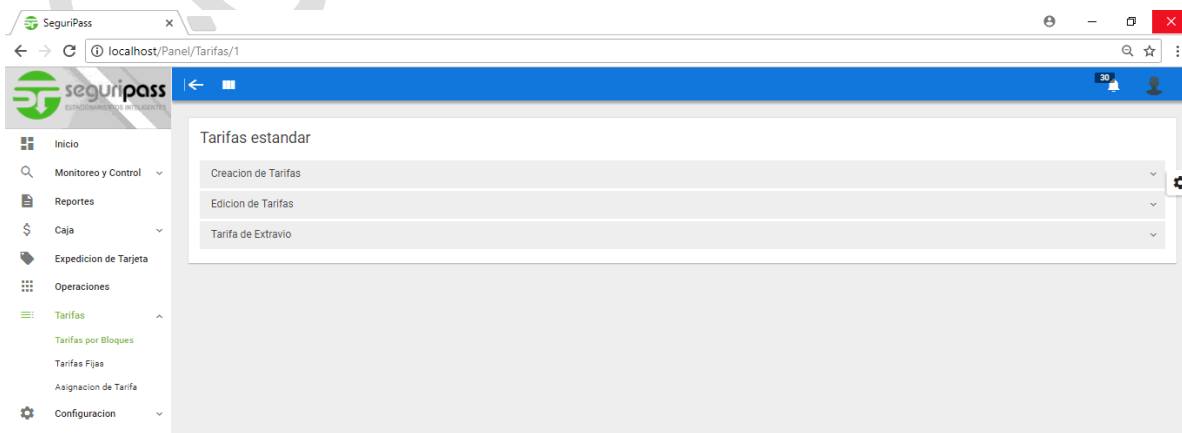 SeguriPass
localhost/Panel/Tarifas/1
seguripass
ESTACIONAMIENTOS INTELIGENTES
30
Inicio
Monitoreo y Control
Reportes
Caja
Expedicion de Tarjeta
Operaciones
Tarifas
Tarifas por Bloques
Tarifas Fijas
Asignacion de Tarifa
Configuracion
Tarifas estandar
Creacion de Tarifas
Edicion de Tarifas
Tarifa de Extravio